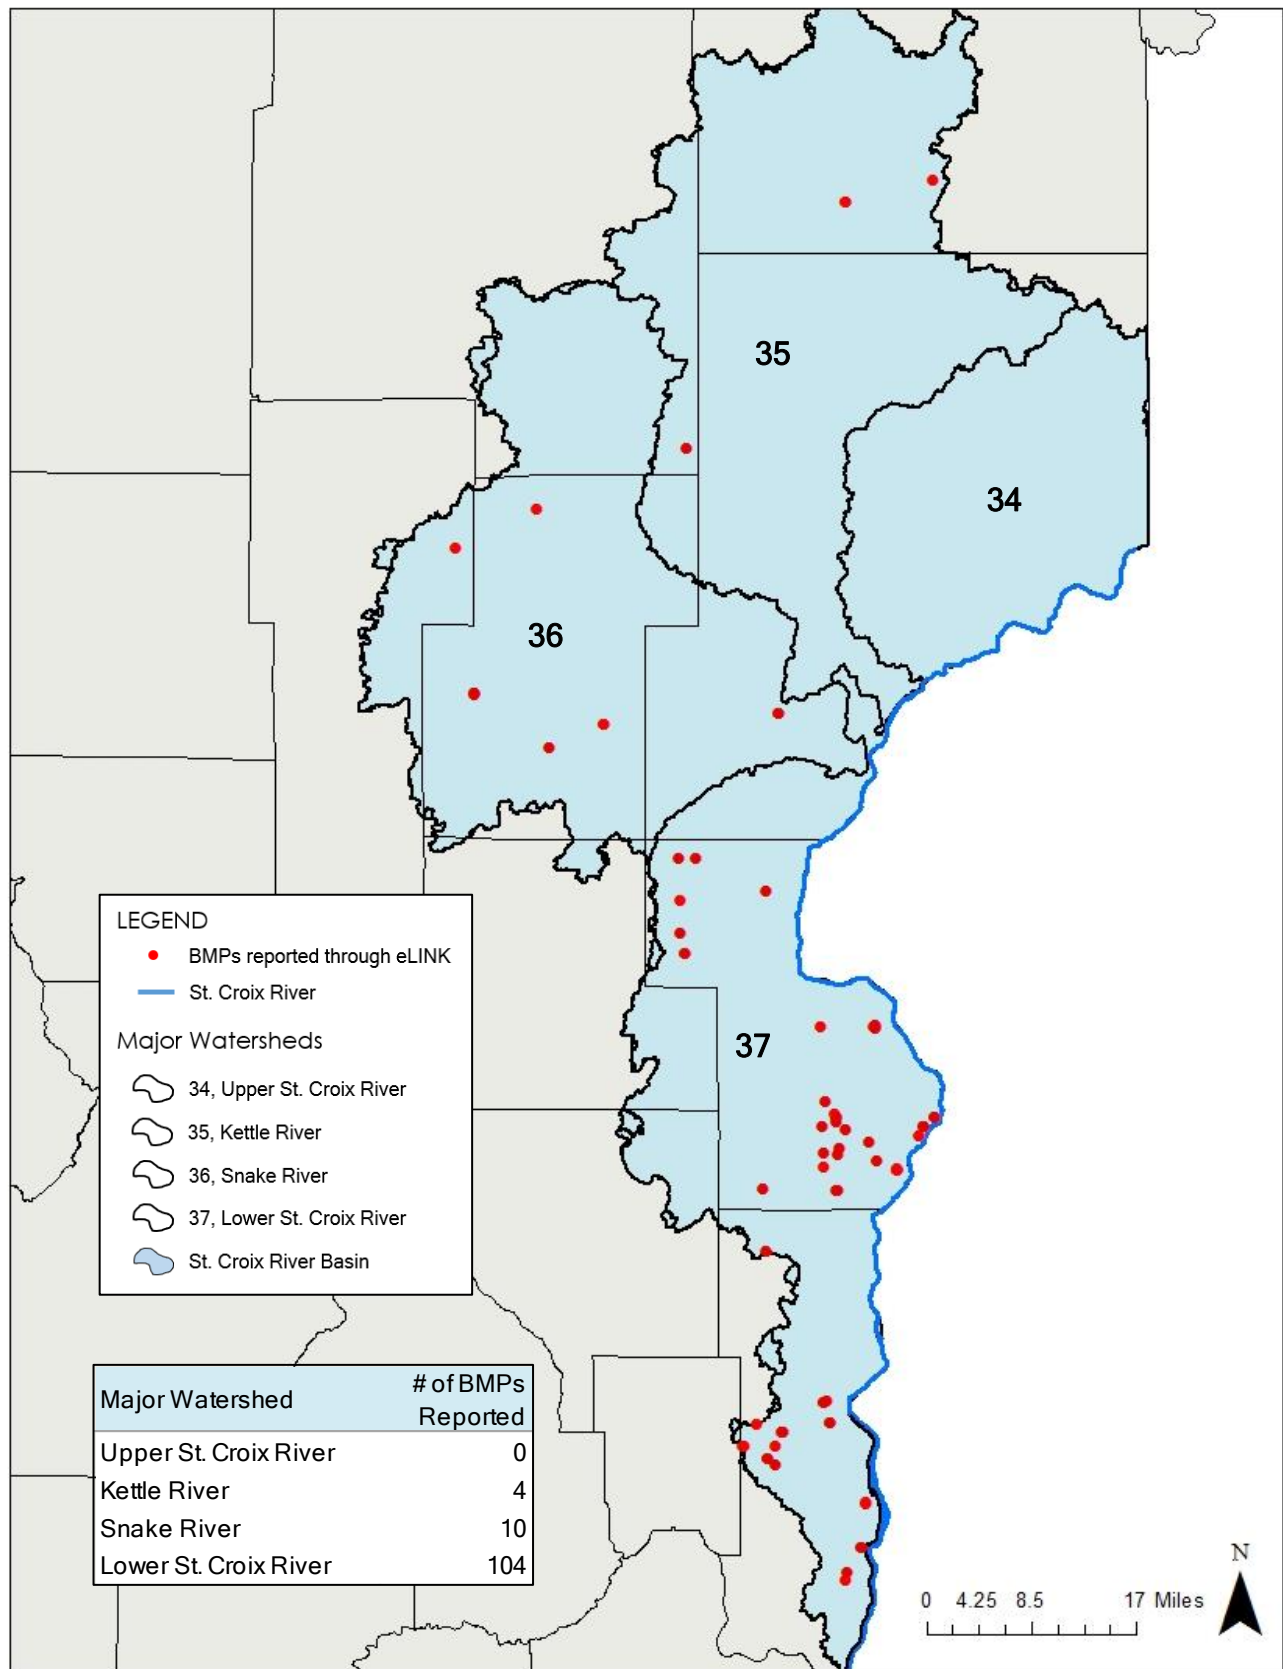 35
34
36
37
LEGEND
BMPs reported through eLINK
St. Croix River
Major Watersheds
34, Upper St. Croix River
35, Kettle River
36, Snake River
37, Lower St. Croix River
St. Croix River Basin
Major Watershed # of BMPs Reported
Upper St. Croix River 0
Kettle River 4
Snake River 10
Lower St. Croix River 104
N
0 4.25 8.5 17 Miles